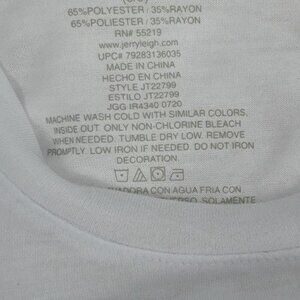 65%POLYESTER / 35%RAYON
65%POLYESTER / 35%RAYON
RN# 55219
www.jerryleigh.com
UPC# 79283136035
MADE IN CHINA
HECHO EN CHINA
STYLE JT22799
ESTILO JT22799
JGG IR4340 0720
MACHINE WASH COLD WITH SIMILAR COLORS,
INSIDE OUT. ONLY NON-CHLORINE BLEACH
WHEN NEEDED. TUMBLE DRY LOW. REMOVE
PROMPTLY. LOW IRON IF NEEDED. DO NOT IRON
DECORATION.
AVADORA CON AGUA FRIA CON
SOLAMENTE